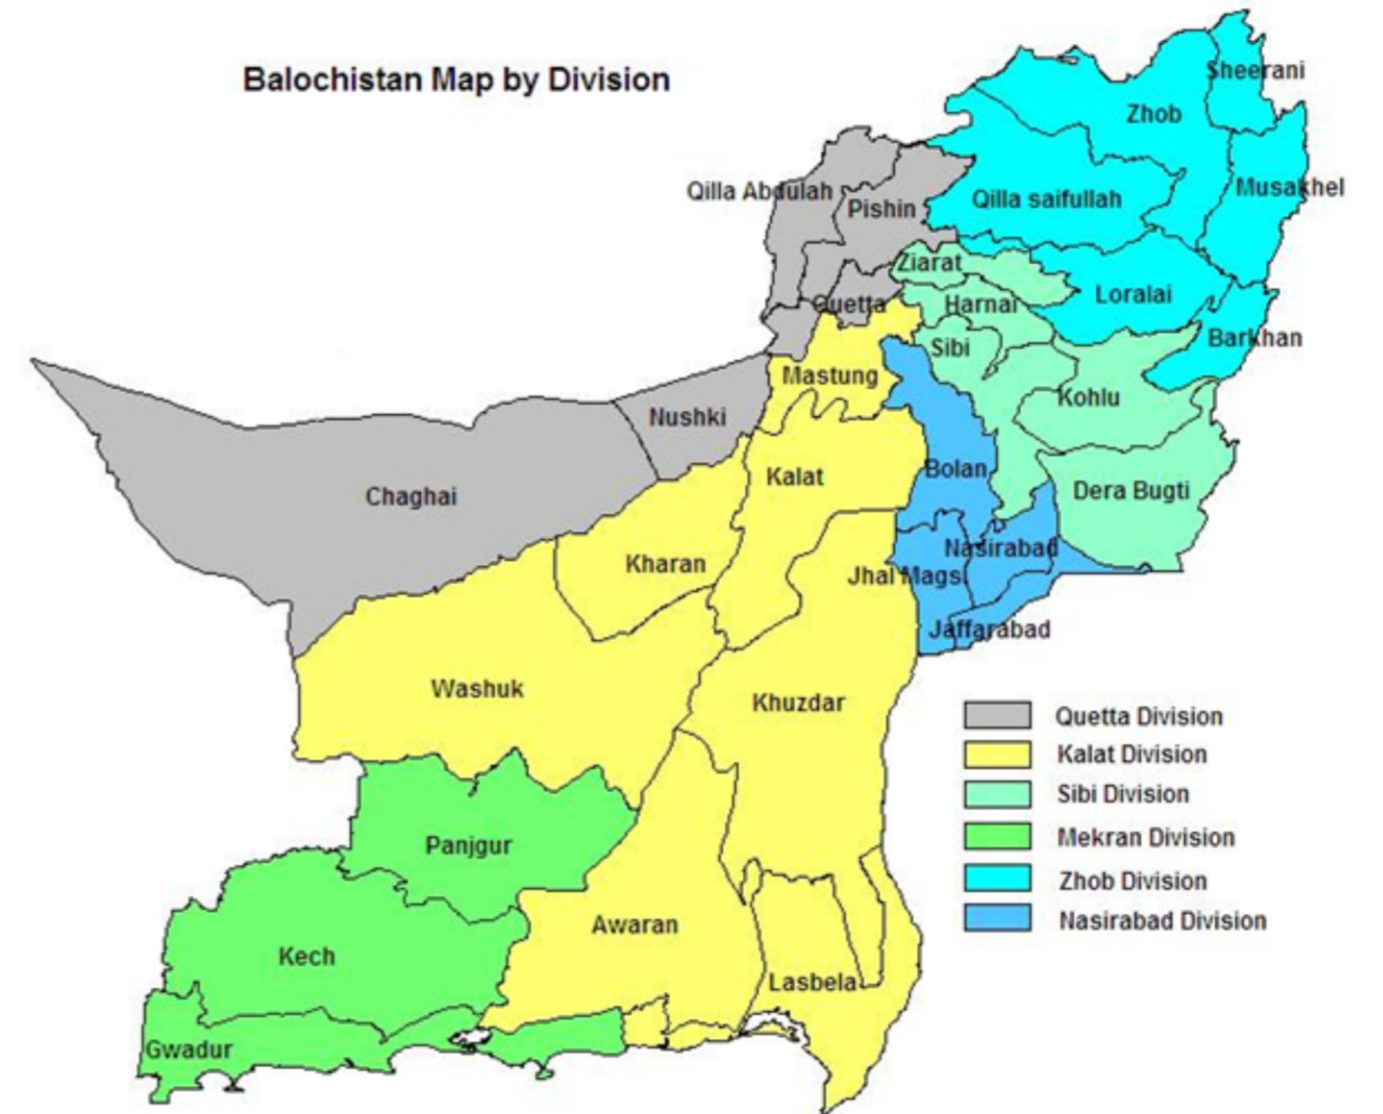 Balochistan Map by Division
Sheerani
Zhob
Musakhel
Qilla Abdulah
Pishin
Qilla saifullah
Ziarat
Loralai
Quetta
Harnai
Barkhan
Sibi
Mastung
Kohlu
Nushki
Kalat
Bolan
Chaghai
Dera Bugti
Nasirabad
Kharan
Jhal Magsi
Jaffarabad
Washuk
Khuzdar
Panjgur
Awaran
Kech
Lasbela
Gwadur
Quetta Division
Kalat Division
Sibi Division
Mekran Division
Zhob Division
Nasirabad Division